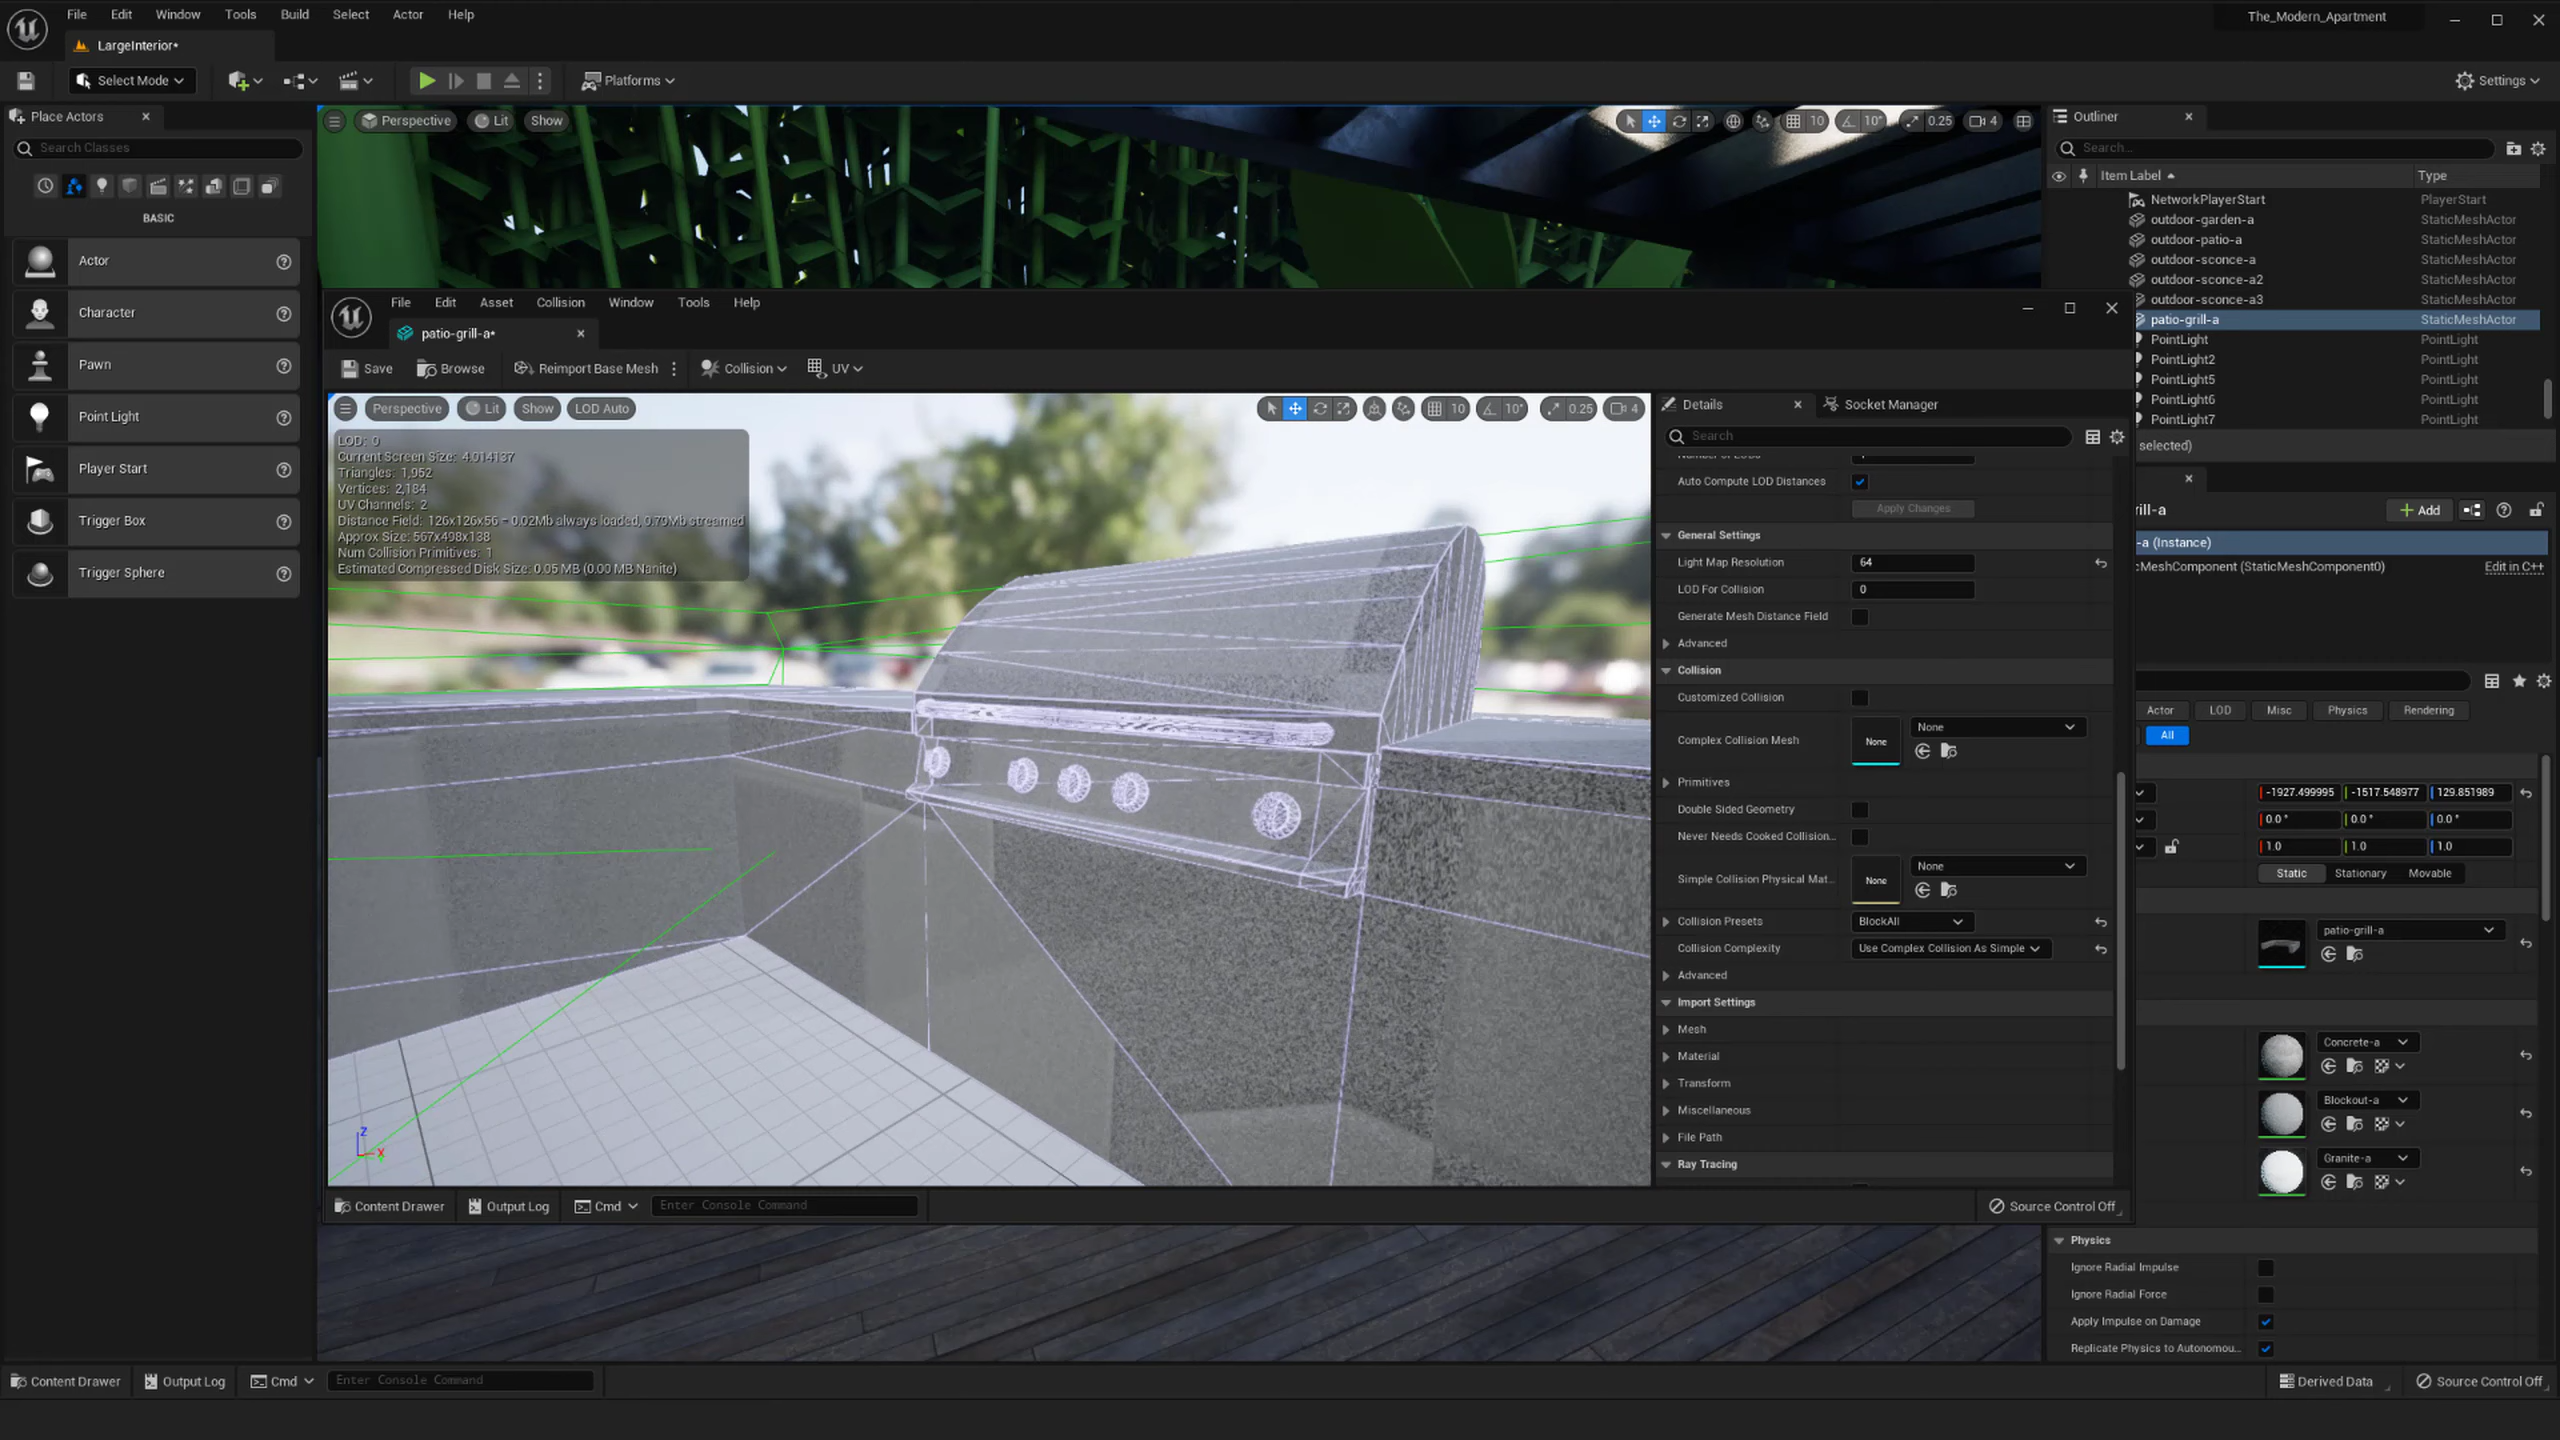 File Edit Window Tools Build Select Actor Help
The_Modern_Apartment
LargeInterior*
Select Mode
Platforms
Settings
Place Actors
Search Classes
BASIC
Actor
Character
Pawn
Point Light
Player Start
Trigger Box
Trigger Sphere
Perspective Lit Show
10 10° 0.25 4
Outliner
Search...
Item Label Type
NetworkPlayerStart PlayerStart
outdoor-garden-a StaticMeshActor
outdoor-patio-a StaticMeshActor
outdoor-sconce-a StaticMeshActor
outdoor-sconce-a2 StaticMeshActor
outdoor-sconce-a3 StaticMeshActor
patio-grill-a StaticMeshActor
PointLight PointLight
PointLight2 PointLight
PointLight5 PointLight
PointLight6 PointLight
PointLight7 PointLight
selected)
File Edit Asset Collision Window Tools Help
patio-grill-a*
Save Browse Reimport Base Mesh Collision UV
Perspective Lit Show LOD Auto
10 10° 0.25 4
LOD: 0
Current Screen Size: 4.014137
Triangles: 1,952
Vertices: 2,184
UV Channels: 2
Distance Field: 126x126x56 = 0.02Mb always loaded, 0.79Mb streamed
Approx Size: 567x498x138
Num Collision Primitives: 1
Estimated Compressed Disk Size: 0.05 MB (0.00 MB Nanite)
Z
X
Details Socket Manager
Search
Auto Compute LOD Distances
Apply Changes
General Settings
Light Map Resolution 64
LOD For Collision 0
Generate Mesh Distance Field
Advanced
Collision
Customized Collision
Complex Collision Mesh None None
Primitives
Double Sided Geometry
Never Needs Cooked Collision...
Simple Collision Physical Mat... None None
Collision Presets BlockAll
Collision Complexity Use Complex Collision As Simple
Advanced
Import Settings
Mesh
Material
Transform
Miscellaneous
File Path
Ray Tracing
Content Drawer Output Log Cmd Enter Console Command
Source Control Off
ill-a
Add
-a (Instance)
cMeshComponent (StaticMeshComponent0) Edit in C++
Actor LOD Misc Physics Rendering
All
-1927.499995 -1517.548977 129.851989
0.0° 0.0° 0.0°
1.0 1.0 1.0
Static Stationary Movable
patio-grill-a
Concrete-a
Blockout-a
Granite-a
Physics
Ignore Radial Impulse
Ignore Radial Force
Apply Impulse on Damage
Replicate Physics to Autonomou...
Content Drawer Output Log Cmd Enter Console Command
Derived Data Source Control Off